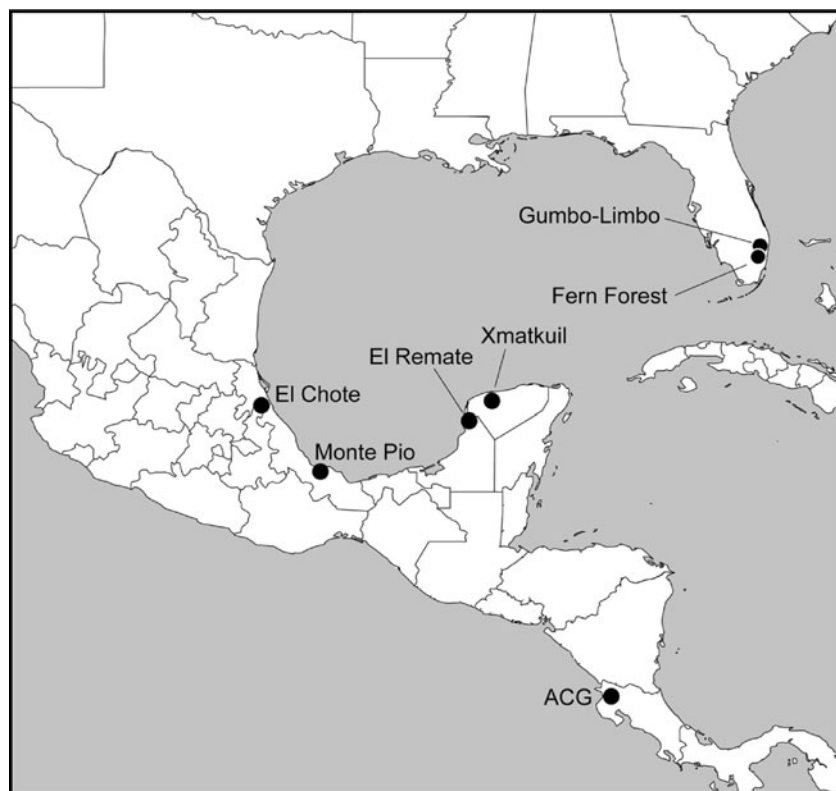 Gumbo-Limbo
Fern Forest
Xmatkuil
El Remate
El Chote
Monte Pio
ACG